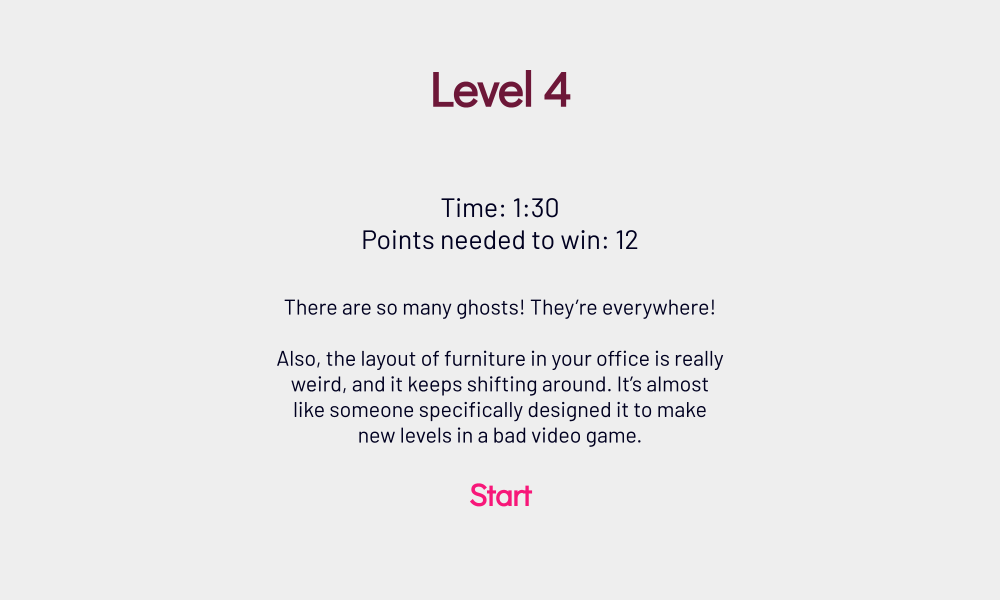 Level 4
Time: 1:30
Points needed to win: 12
There are so many ghosts! They’re everywhere!
Also, the layout of furniture in your office is really
weird, and it keeps shifting around. It’s almost
like someone specifically designed it to make
new levels in a bad video game.
Start